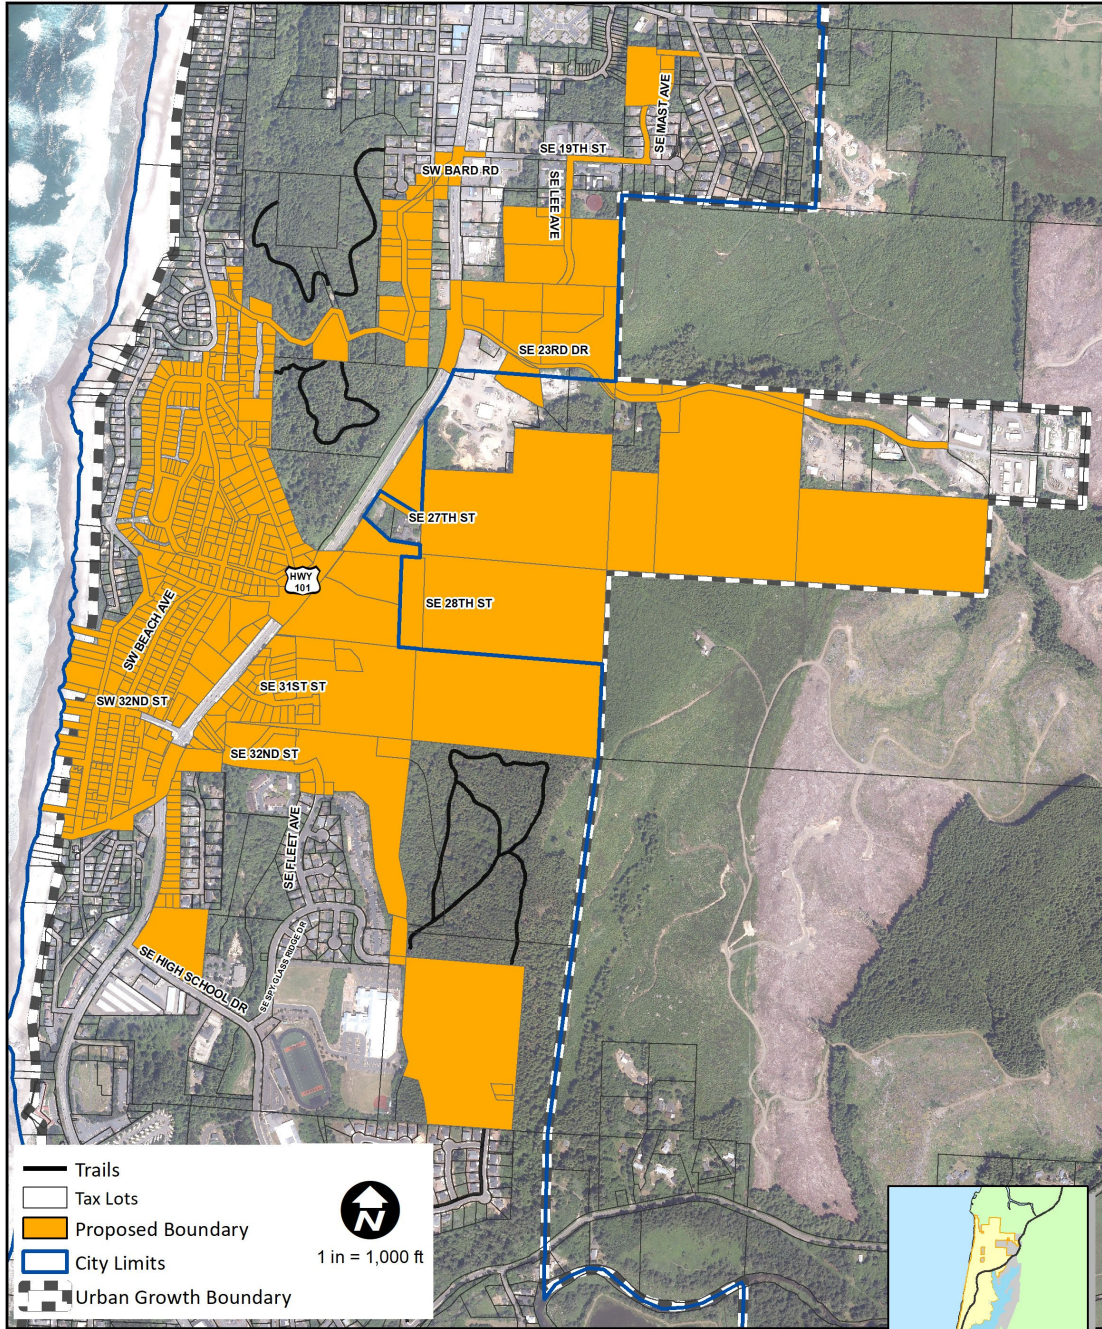 SE MAST AVE
SE 19TH ST
SW BARD RD
SE LEE AVE
SE 23RD DR
SE 27TH ST
HWY
101
SE 28TH ST
SW BEACH AVE
SE 31ST ST
SW 32ND ST
SE 32ND ST
SE FLEET AVE
SE SPY GLASS RIDGE DR
SE HIGH SCHOOL DR
Trails
Tax Lots
Proposed Boundary
City Limits
Urban Growth Boundary
N
1 in = 1,000 ft